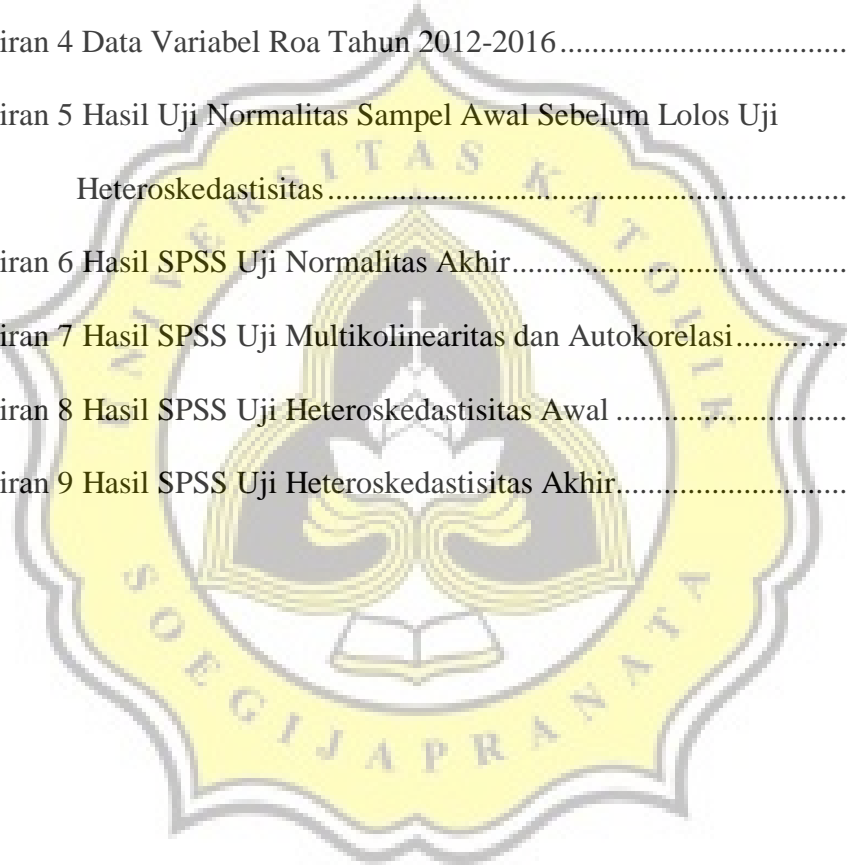 iran 4 Data Variabel Roa Tahun 2012-2016......................................
iran 5 Hasil Uji Normalitas Sampel Awal Sebelum Lolos Uji
Heteroskedastisitas......................................................................
iran 6 Hasil SPSS Uji Normalitas Akhir............................................
iran 7 Hasil SPSS Uji Multikolinearitas dan Autokorelasi..............
iran 8 Hasil SPSS Uji Heteroskedastisitas Awal ..............................
iran 9 Hasil SPSS Uji Heteroskedastisitas Akhir..............................
UNIVERSITAS KATOLIK
SOEGIJAPRANATA